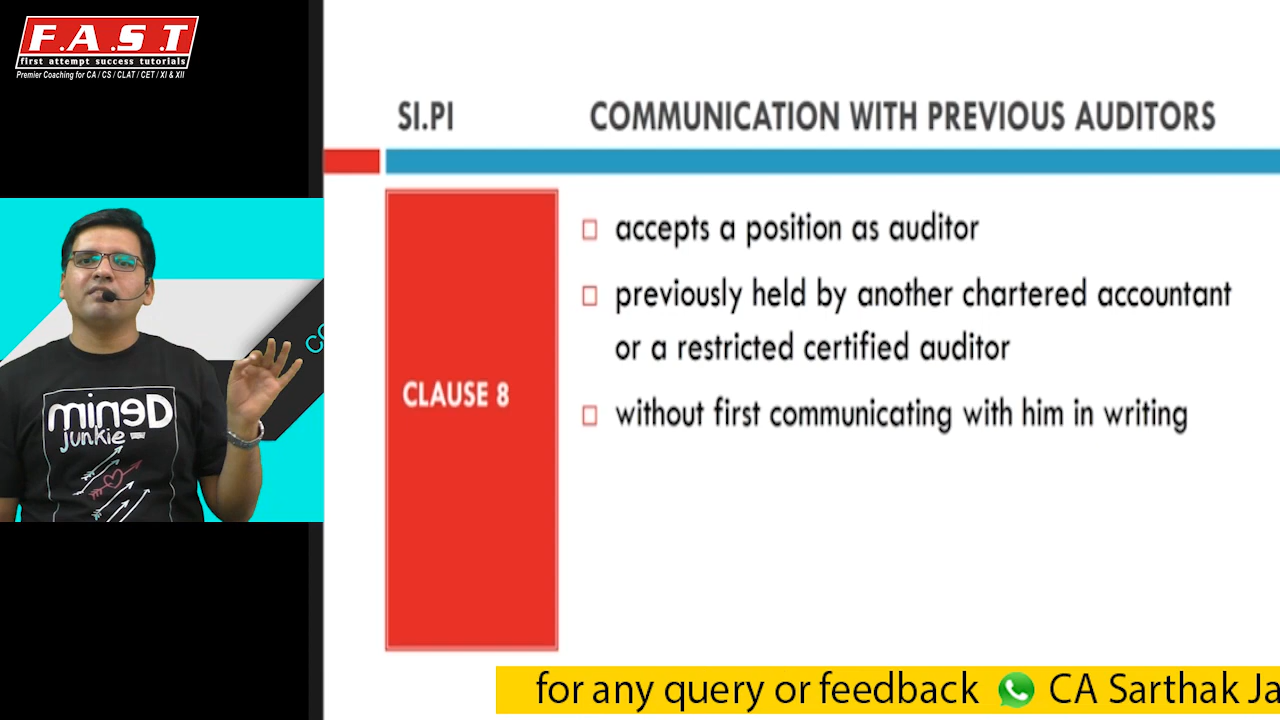 F.A.S.T
first attempt success tutorials
Premier Coaching for CA / CS / CLAT / CET / XI & XII
SI.PI
COMMUNICATION WITH PREVIOUS AUDITORS
CLAUSE 8
accepts a position as auditor
previously held by another chartered accountant
or a restricted certified auditor
without first communicating with him in writing
Denim
junkie
for any query or feedback CA Sarthak Ja